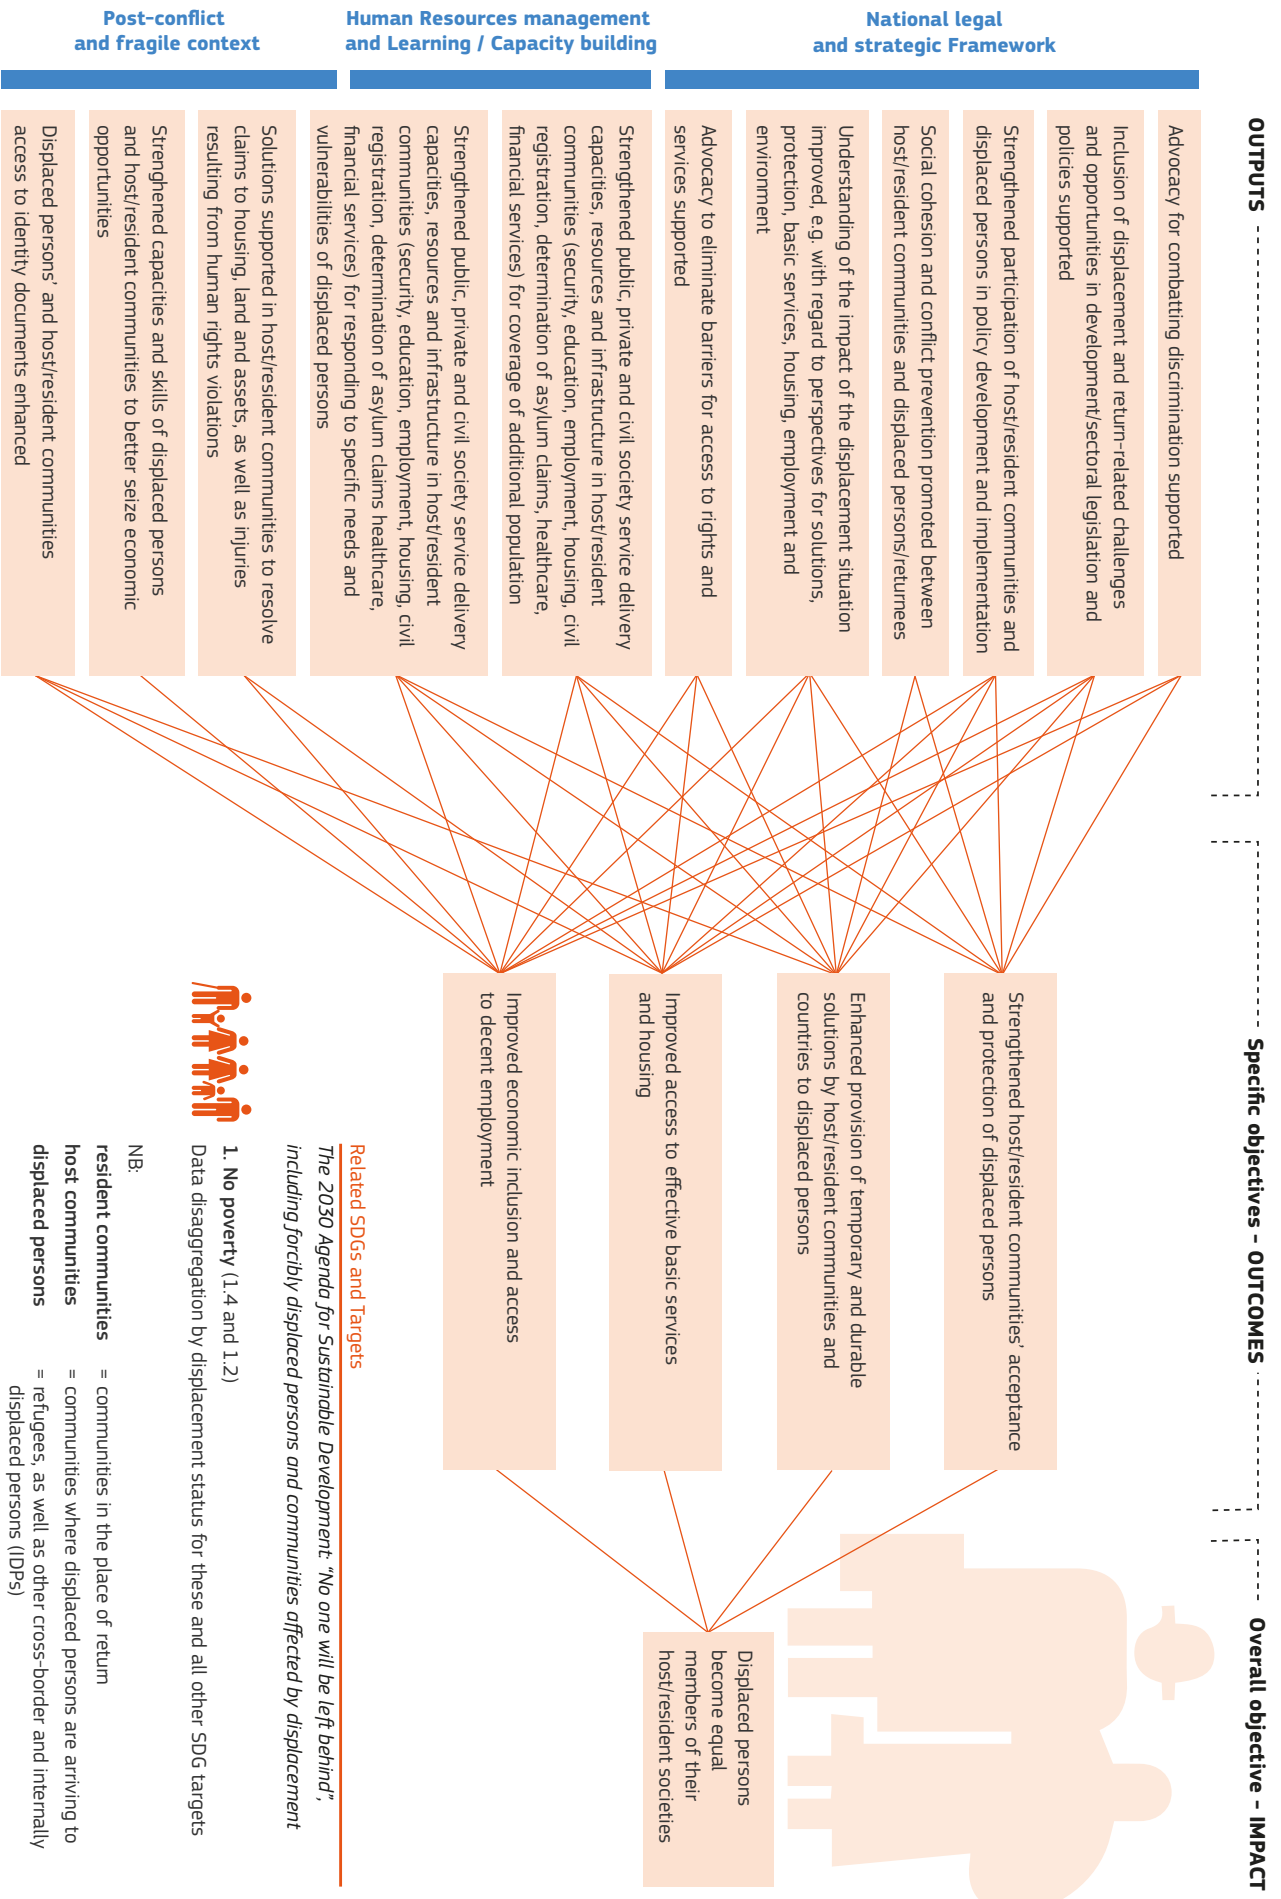 OUTPUTS
Specific objectives – OUTCOMES
Overall objective – IMPACT
National legal
and strategic Framework
Advocacy for combatting discrimination supported
Inclusion of displacement and return-related challenges
and opportunities in development/sectoral legislation and
policies supported
Strengthened participation of host/resident communities and
displaced persons in policy development and implementation
Social cohesion and conflict prevention promoted between
host/resident communities and displaced persons/returnees
Understanding of the impact of the displacement situation
improved, e.g. with regard to perspectives for solutions,
protection, basic services, housing, employment and
environment
Advocacy to eliminate barriers for access to rights and
services supported
Human Resources management
and Learning / Capacity building
Strengthened public, private and civil society service delivery
capacities, resources and infrastructure in host/resident
communities (security, education, employment, housing, civil
registration, determination of asylum claims, healthcare,
financial services) for coverage of additional population
Strengthened public, private and civil society service delivery
capacities, resources and infrastructure in host/resident
communities (security, education, employment, housing, civil
registration, determination of asylum claims healthcare,
financial services) for responding to specific needs and
vulnerabilities of displaced persons
Post-conflict
and fragile context
Solutions supported in host/resident communities to resolve
claims to housing, land and assets, as well as injuries
resulting from human rights violations
Strenghened capacities and skills of displaced persons
and host/resident communities to better seize economic
opportunities
Displaced persons’ and host/resident communities
access to identity documents enhanced
Strengthened host/resident communities’ acceptance
and protection of displaced persons
Enhanced provision of temporary and durable
solutions by host/resident communities and
countries to displaced persons
Improved access to effective basic services
and housing
Improved economic inclusion and access
to decent employment
Displaced persons
become equal
members of their
host/resident societies
Related SDGs and Targets
The 2030 Agenda for Sustainable Development: “No one will be left behind”,
including forcibly displaced persons and communities affected by displacement
1. No poverty (1.4 and 1.2)
Data disaggregation by displacement status for these and all other SDG targets
NB:
resident communities = communities in the place of return
host communities = communities where displaced persons are arriving to
displaced persons = refugees, as well as other cross-border and internally
displaced persons (IDPs)